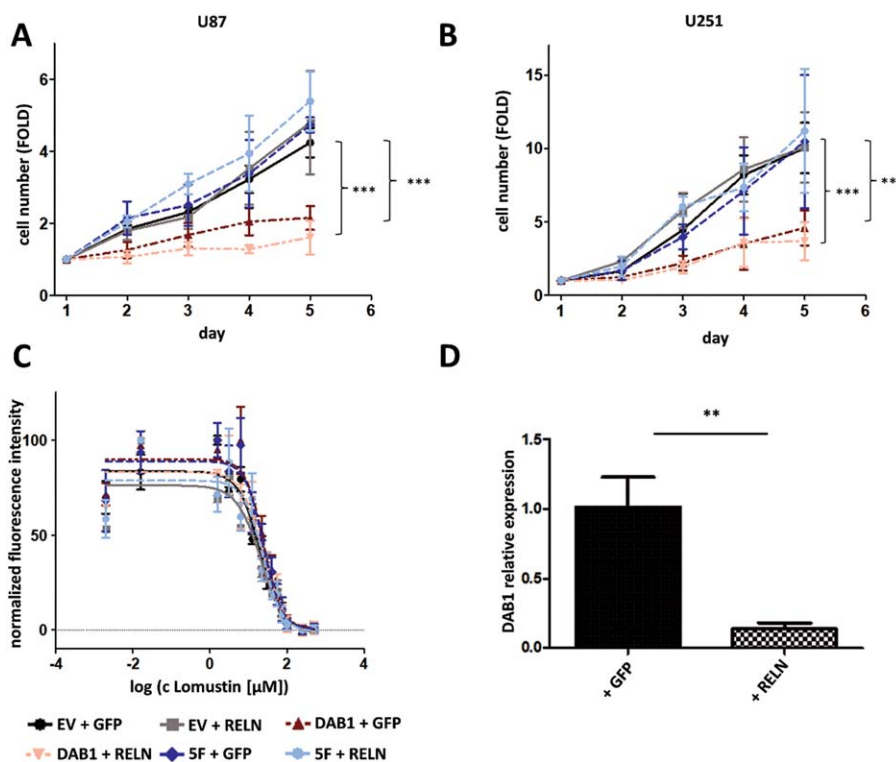 A
U87
cell number (FOLD)
6
4
2
0
***
***
1 2 3 4 5 6
day
B
U251
cell number (FOLD)
15
10
5
0
***
**
1 2 3 4 5 6
day
C
normalized fluorescence intensity
100
50
0
-4 -2 0 2 4
log (c Lomustin [µM])
D
DAB1 relative expression
1.5
1.0
0.5
0.0
**
+ GFP
+ RELN
EV + GFP EV + RELN DAB1 + GFP
DAB1 + RELN 5F + GFP 5F + RELN